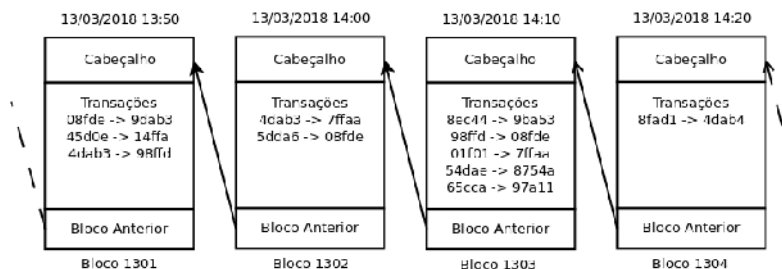 13/03/2018 13:50
Cabeçalho
Transações
08fde -> 9dab3
45d0e -> 14ffa
4dab3 -> 98ffd
Bloco Anterior
Bloco 1301
13/03/2018 14:00
Cabeçalho
Transações
4dab3 -> 7ffaa
5dda6 -> 08fde
Bloco Anterior
Bloco 1302
13/03/2018 14:10
Cabeçalho
Transações
8ec44 -> 9ba53
98ffd -> 08fde
01f01 -> 7ffaa
54dae -> 8754a
65cca -> 97a11
Bloco Anterior
Bloco 1303
13/03/2018 14:20
Cabeçalho
Transações
8fad1 -> 4dab4
Bloco Anterior
Bloco 1304